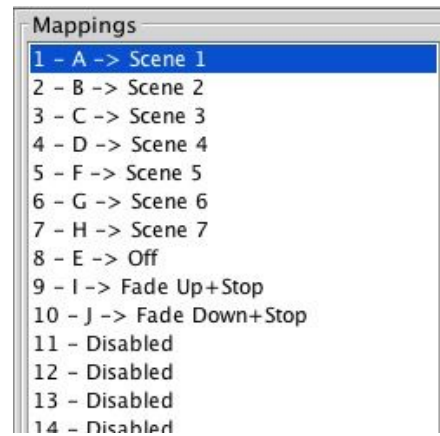 Mappings
1 – A –> Scene 1
2 – B –> Scene 2
3 – C –> Scene 3
4 – D –> Scene 4
5 – F –> Scene 5
6 – G –> Scene 6
7 – H –> Scene 7
8 – E –> Off
9 – I –> Fade Up+Stop
10 – J –> Fade Down+Stop
11 – Disabled
12 – Disabled
13 – Disabled
14 – Disabled